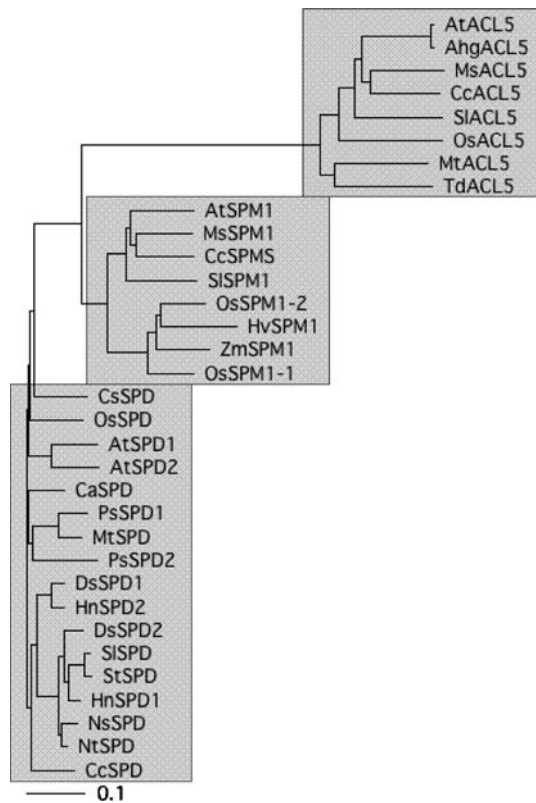 AtACL5
AhgACL5
MsACL5
CcACL5
SlACL5
OsACL5
MtACL5
TdACL5
AtSPM1
MsSPM1
CcSPMS
SlSPM1
OsSPM1-2
HvSPM1
ZmSPM1
OsSPM1-1
CsSPD
OsSPD
AtSPD1
AtSPD2
CaSPD
PsSPD1
MtSPD
PsSPD2
DsSPD1
HnSPD2
DsSPD2
SlSPD
StSPD
HnSPD1
NsSPD
NtSPD
CcSPD
0.1